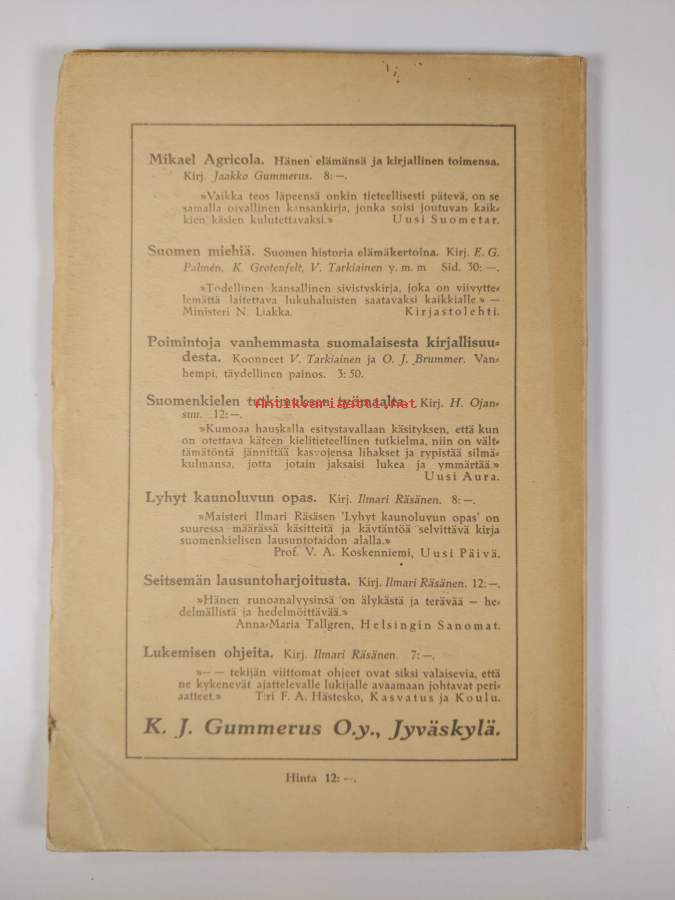 Mikael Agricola. Hänen elämänsä ja kirjallinen toimensa.
Kirj. Jaakko Gummerus. 8: —.
»Vaikka teos läpeensä onkin tieteellisesti pätevä, on se
samalla oivallinen kansankirja, jonka soisi joutuvan kaik-
kien käsien kulutettavaksi.» Uusi Suometar.
Suomen miehiä. Suomen historia elämäkertoina. Kirj. E. G.
Palmén, K. Grotenfelt, V. Tarkiainen y. m. m Sid. 30: —.
»Todellinen kansallinen sivistyskirja, joka on viivytte-
lemättä laitettava lukuhaluisten saatavaksi kaikkialle.» —
Ministeri N. Liakka. Kirjastolehti.
Poimintoja vanhemmasta suomalaisesta kirjallisuu-
desta. Koonneet V. Tarkiainen ja O. J. Brummer. Van-
hempi, täydellinen painos. 3: 50.
Suomenkielen tutkimuksen työmaalta. Kirj. H. Ojan-
suu. 12: —.
Antikvariaatti.net
»Kumoaa hauskalla esitystavallaan käsityksen, että kun
on otettava käteen kielitieteellinen tutkielma, niin on vält-
tämätöntä jännittää kasvojensa lihakset ja rypistää silmä-
kulmansa, jotta jotain jaksaisi lukea ja ymmärtää.»
Uusi Aura.
Lyhyt kaunoluvun opas. Kirj. Ilmari Räsänen. 8: —.
»Maisteri Ilmari Räsäsen 'Lyhyt kaunoluvun opas' on
suuressa määrässä käsitteitä ja käytäntöä selvittävä kirja
suomenkielisen lausuntotaidon alalla.»
Prof. V. A. Koskenniemi, Uusi Päivä.
Seitsemän lausuntoharjoitusta. Kirj. Ilmari Räsänen. 12: —.
»Hänen runoanalyysinsä on älykästä ja terävää — he-
delmällistä ja hedelmöittävää.»
Anna-Maria Tallgren, Helsingin Sanomat.
Lukemisen ohjeita. Kirj. Ilmari Räsänen. 7: —.
»— — tekijän viittomat ohjeet ovat siksi valaisevia, että
ne kykenevät ajattelevalle lukijalle avaamaan johtavat peri-
aatteet.» T:ri F. A. Hästesko, Kasvatus ja Koulu.
K. J. Gummerus O.y., Jyväskylä.
Hinta 12: —.